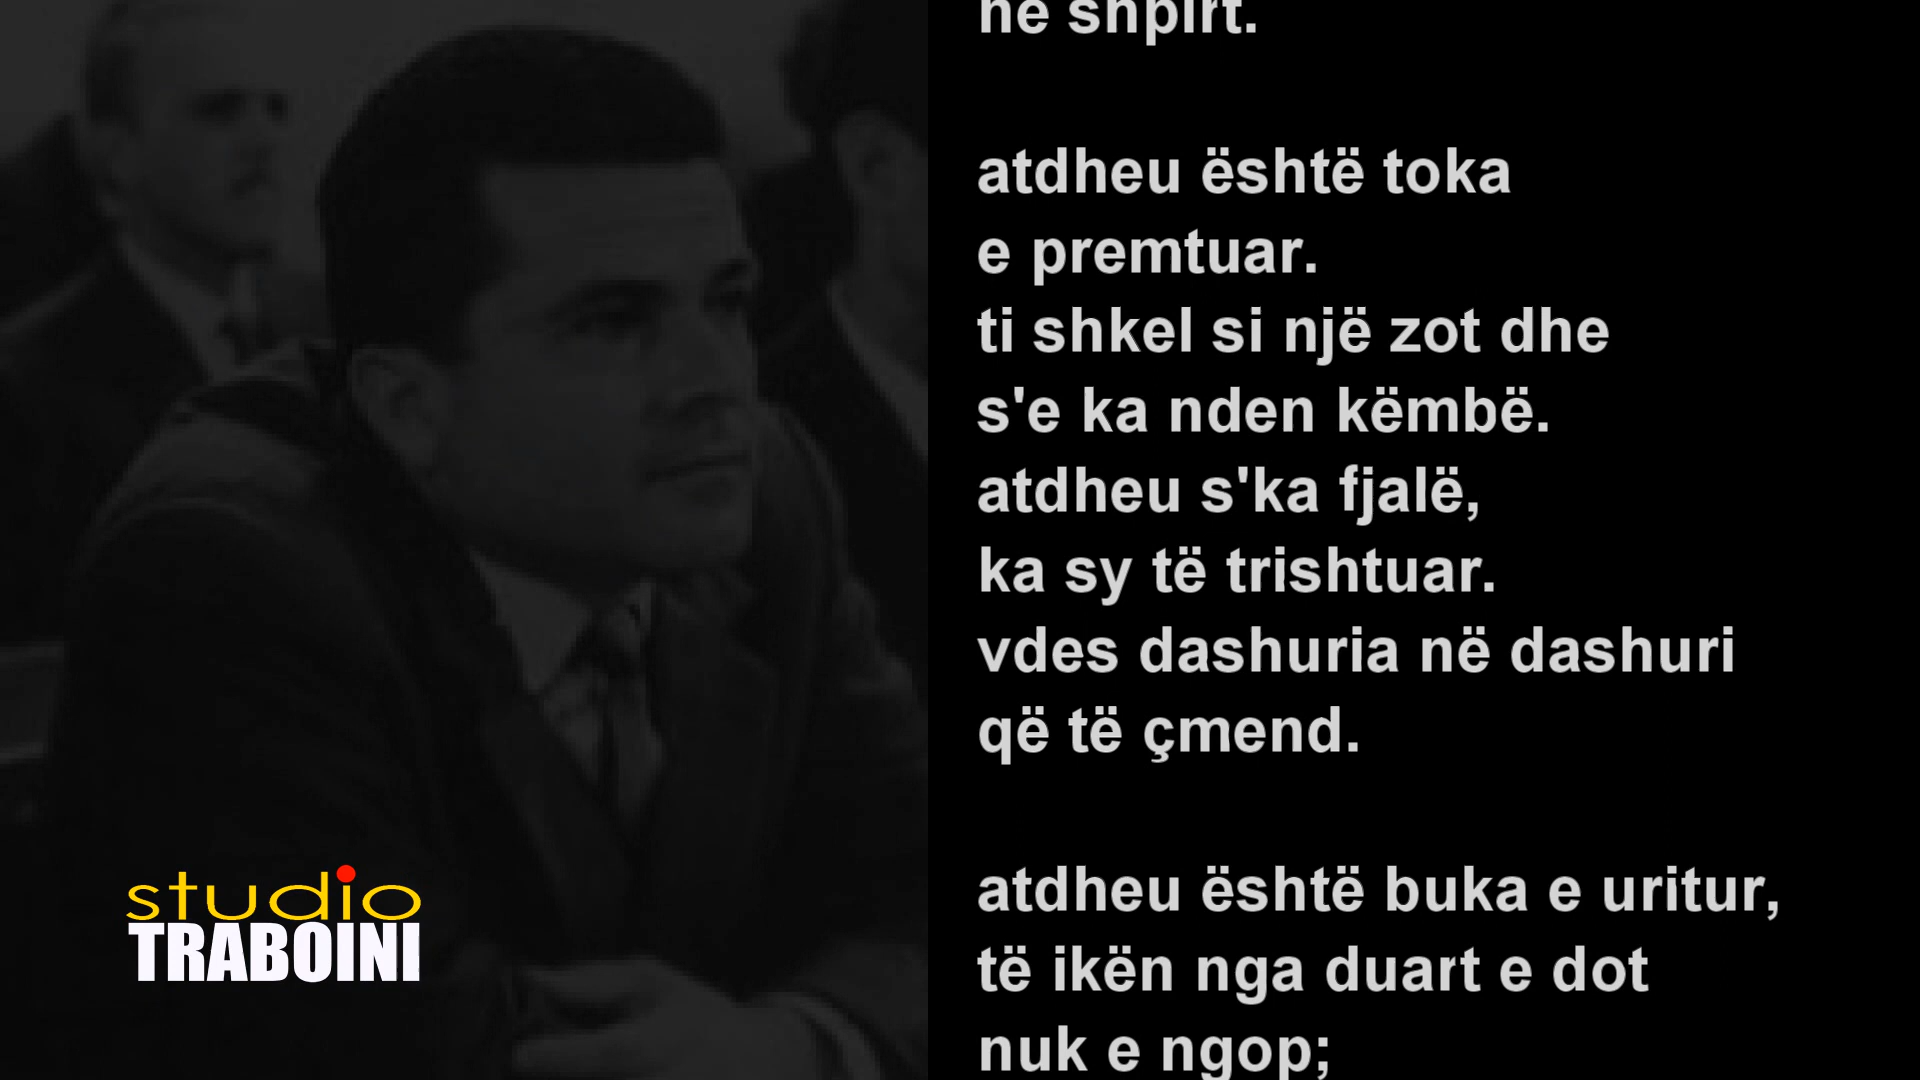 në shpirt.
atdheu është toka
e premtuar.
ti shkel si një zot dhe
s'e ka nden këmbë.
atdheu s'ka fjalë,
ka sy të trishtuar.
vdes dashuria në dashuri
që të çmend.
atdheu është buka e uritur,
të ikën nga duart e dot
nuk e ngop;
studio
TRABOINI